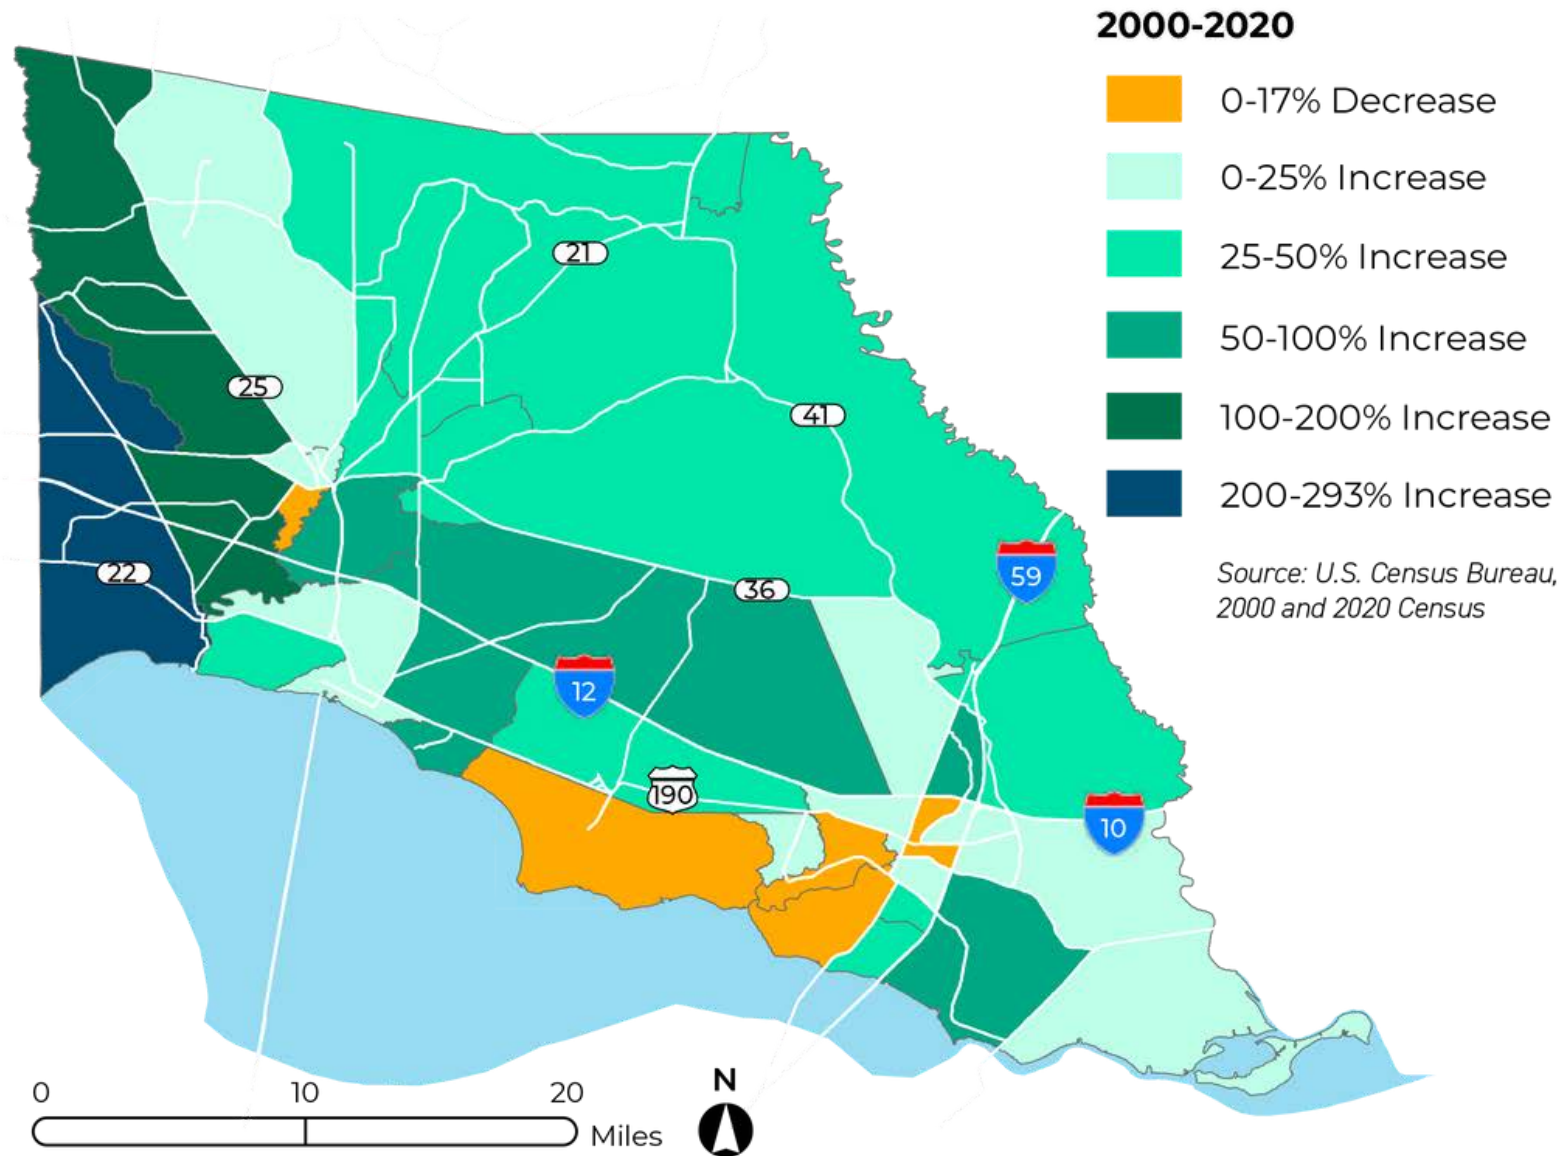 2000-2020
0-17% Decrease
0-25% Increase
25-50% Increase
50-100% Increase
100-200% Increase
200-293% Increase
Source: U.S. Census Bureau,
2000 and 2020 Census
21
25
41
59
22
36
12
190
10
0 10 20
Miles
N